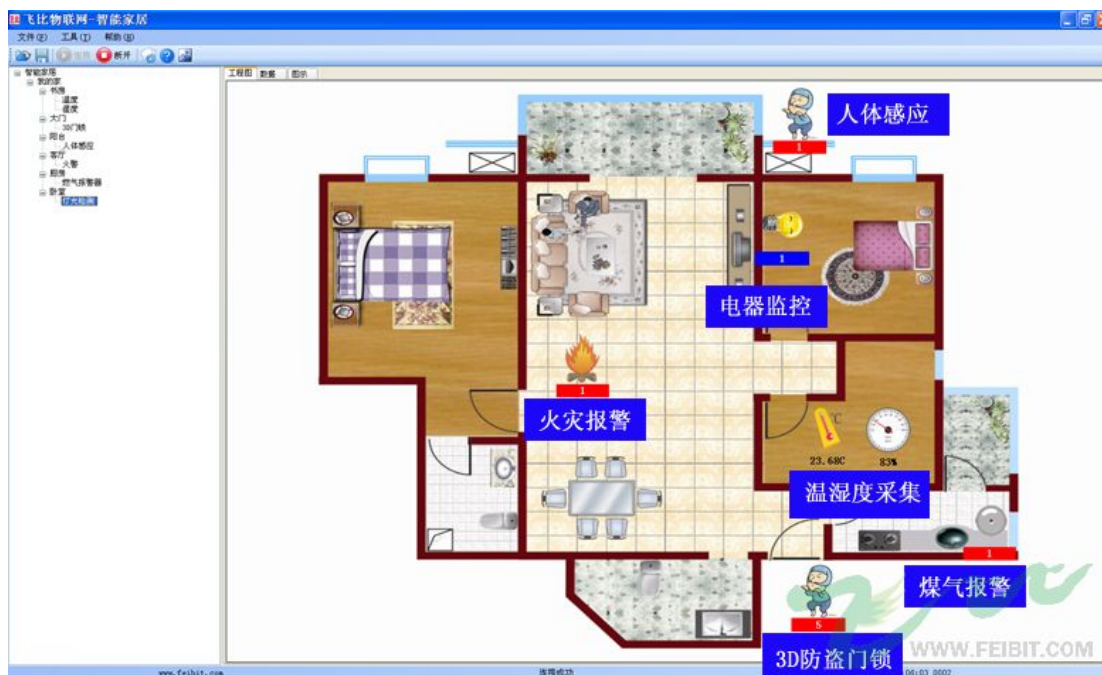 飞比物联网-智能家居
文件(F) 工具(T) 帮助(H)
连接 断开
智能家居
我的家
书房
温度
湿度
大门
3D门锁
阳台
人体感应
客厅
火警
厨房
燃气报警器
卧室
灯光检测
工程图 数据 图示
人体感应
1
1
电器监控
1
火灾报警
23.68C 83%
温湿度采集
1
煤气报警
5
3D防盗门锁
WWW.FEIBIT.COM
www.feibit.com 连接成功